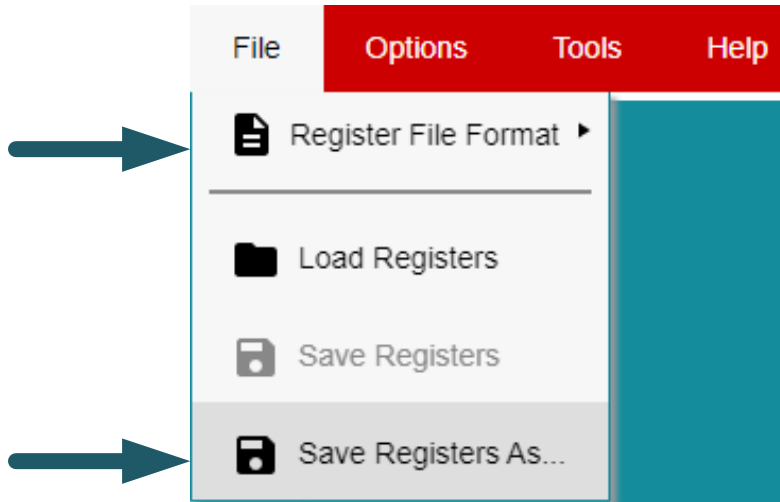 File Options Tools Help
Register File Format
Load Registers
Save Registers
Save Registers As...